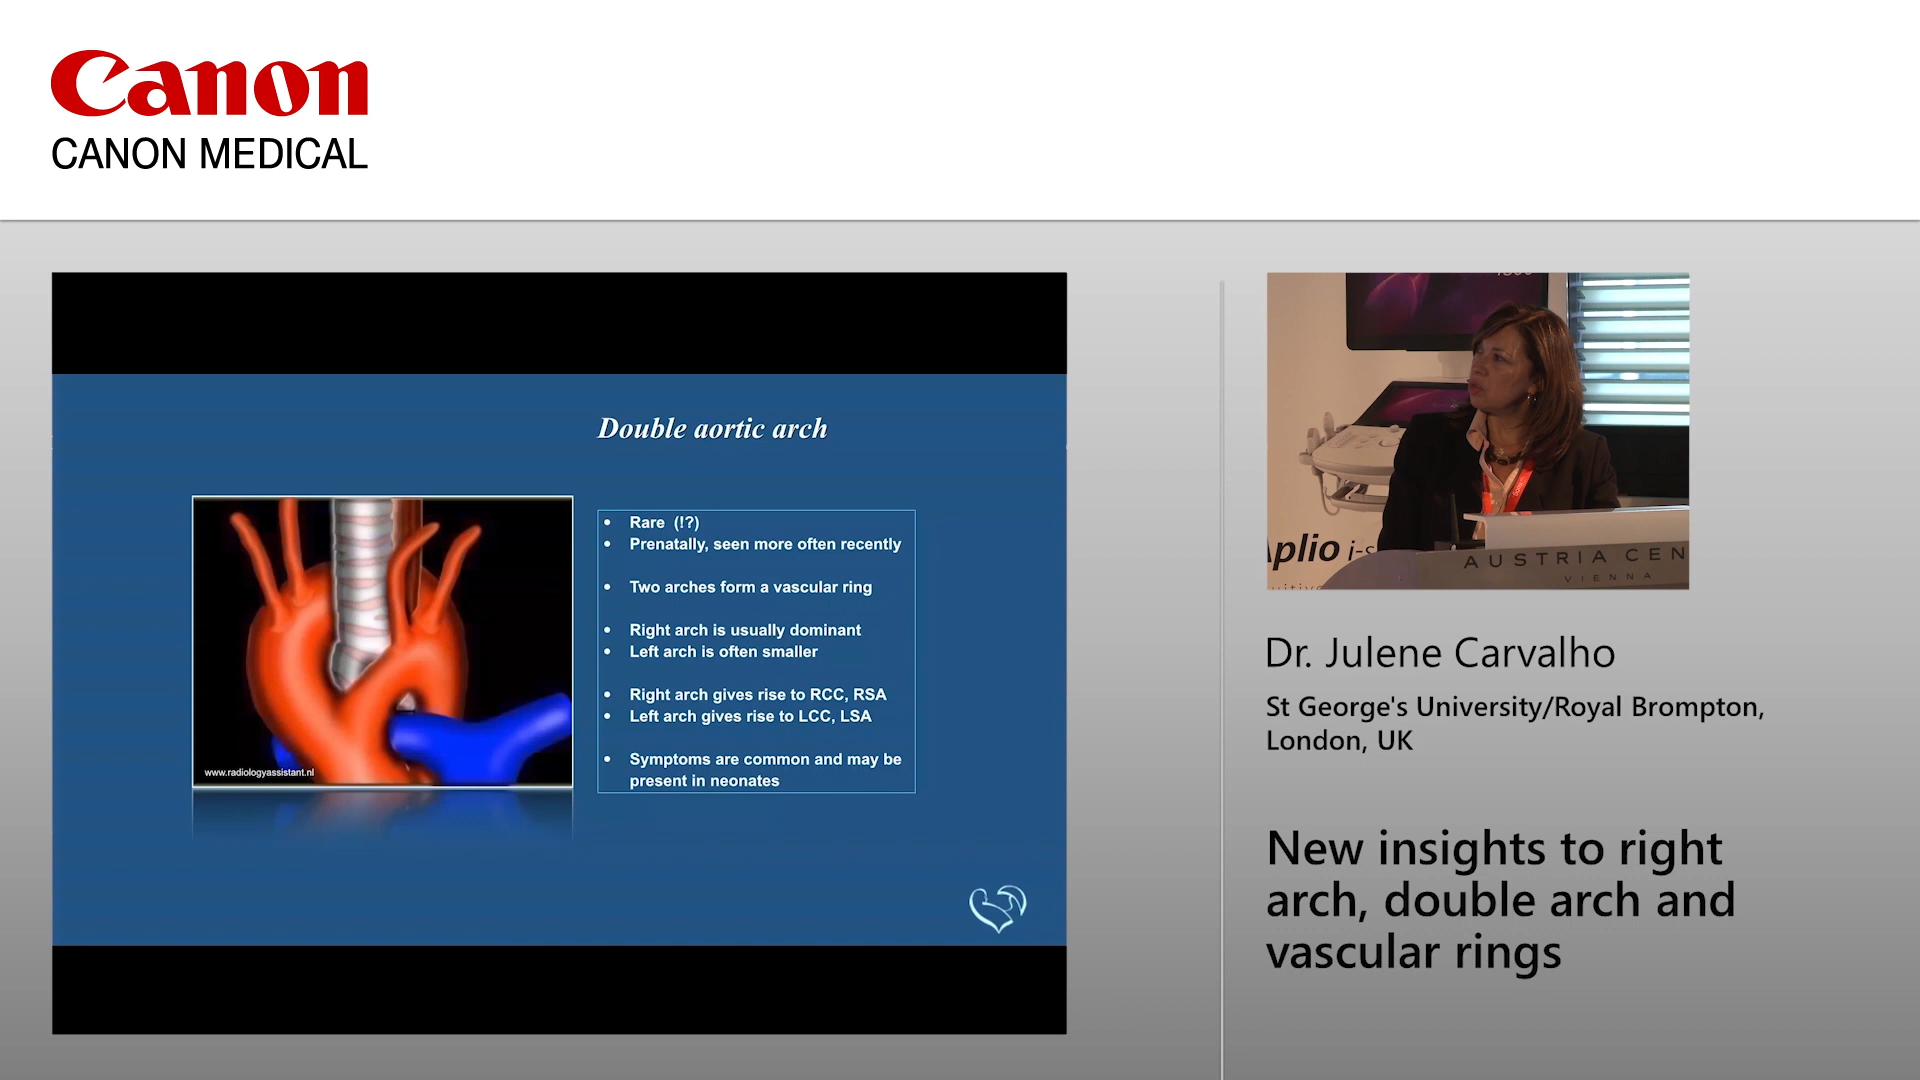 Canon
CANON MEDICAL
Double aortic arch
• Rare (!?)
• Prenatally, seen more often recently
• Two arches form a vascular ring
• Right arch is usually dominant
• Left arch is often smaller
• Right arch gives rise to RCC, RSA
• Left arch gives rise to LCC, LSA
• Symptoms are common and may be
present in neonates
www.radiologyassistant.nl
Aplio i-s
AUSTRIA CEN
VIENNA
Dr. Julene Carvalho
St George's University/Royal Brompton,
London, UK
New insights to right
arch, double arch and
vascular rings